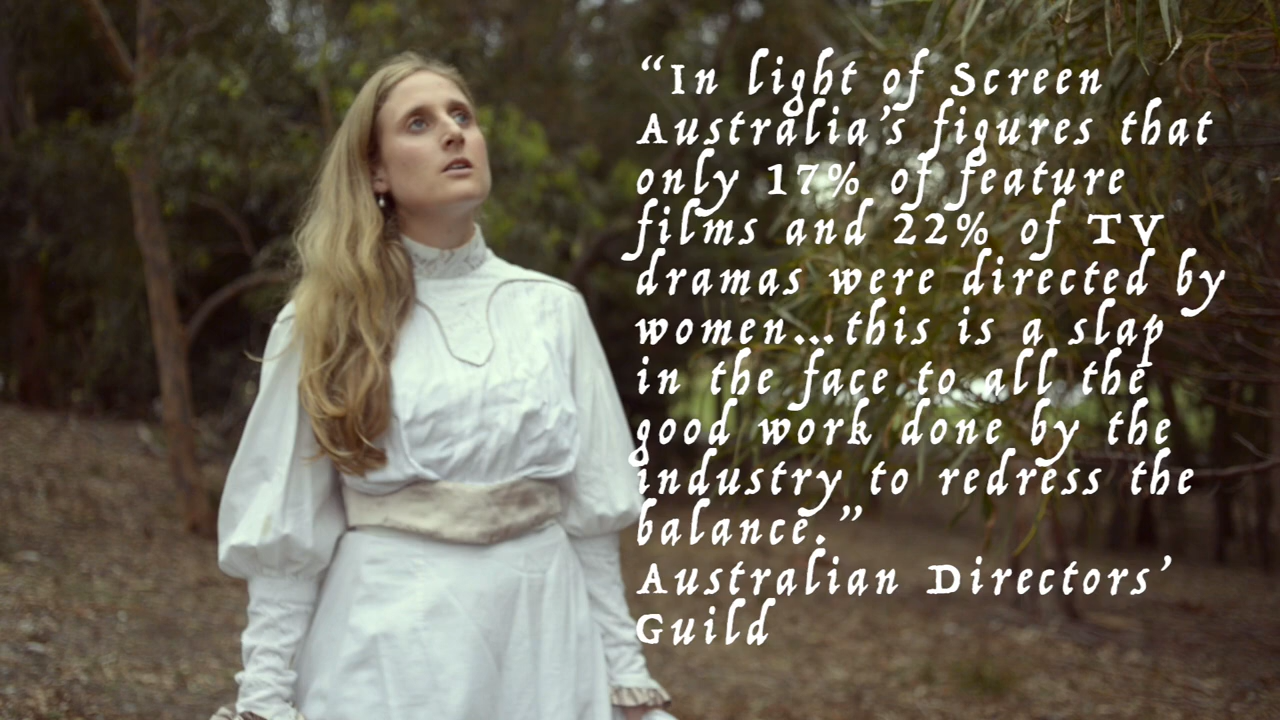 “In light of Screen
Australia’s figures that
only 17% of feature
films and 22% of TV
dramas were directed by
women...this is a slap
in the face to all the
good work done by the
industry to redress the
balance.”
Australian Directors’
Guild